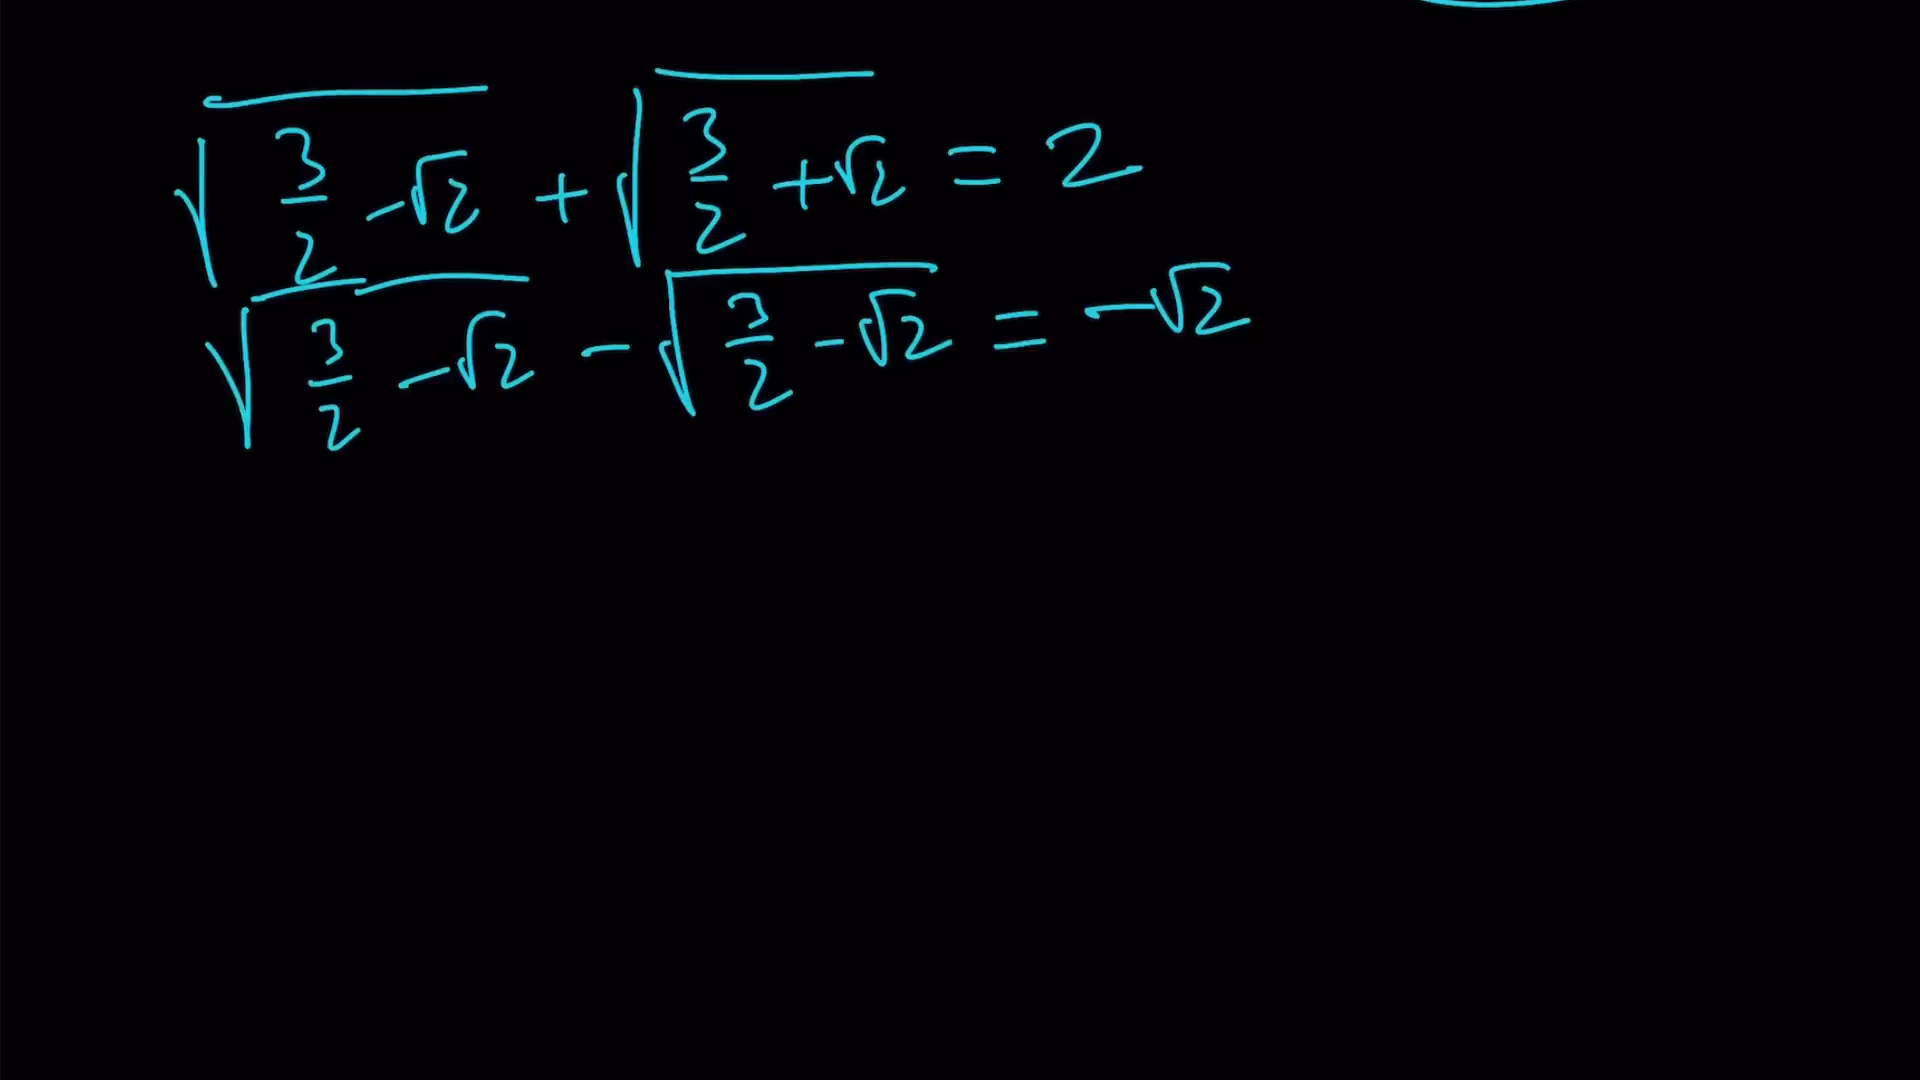 √(3/2 -√2) + √(3/2 +√2) = 2
√(3/2 -√2) - √(3/2 -√2) = -√2